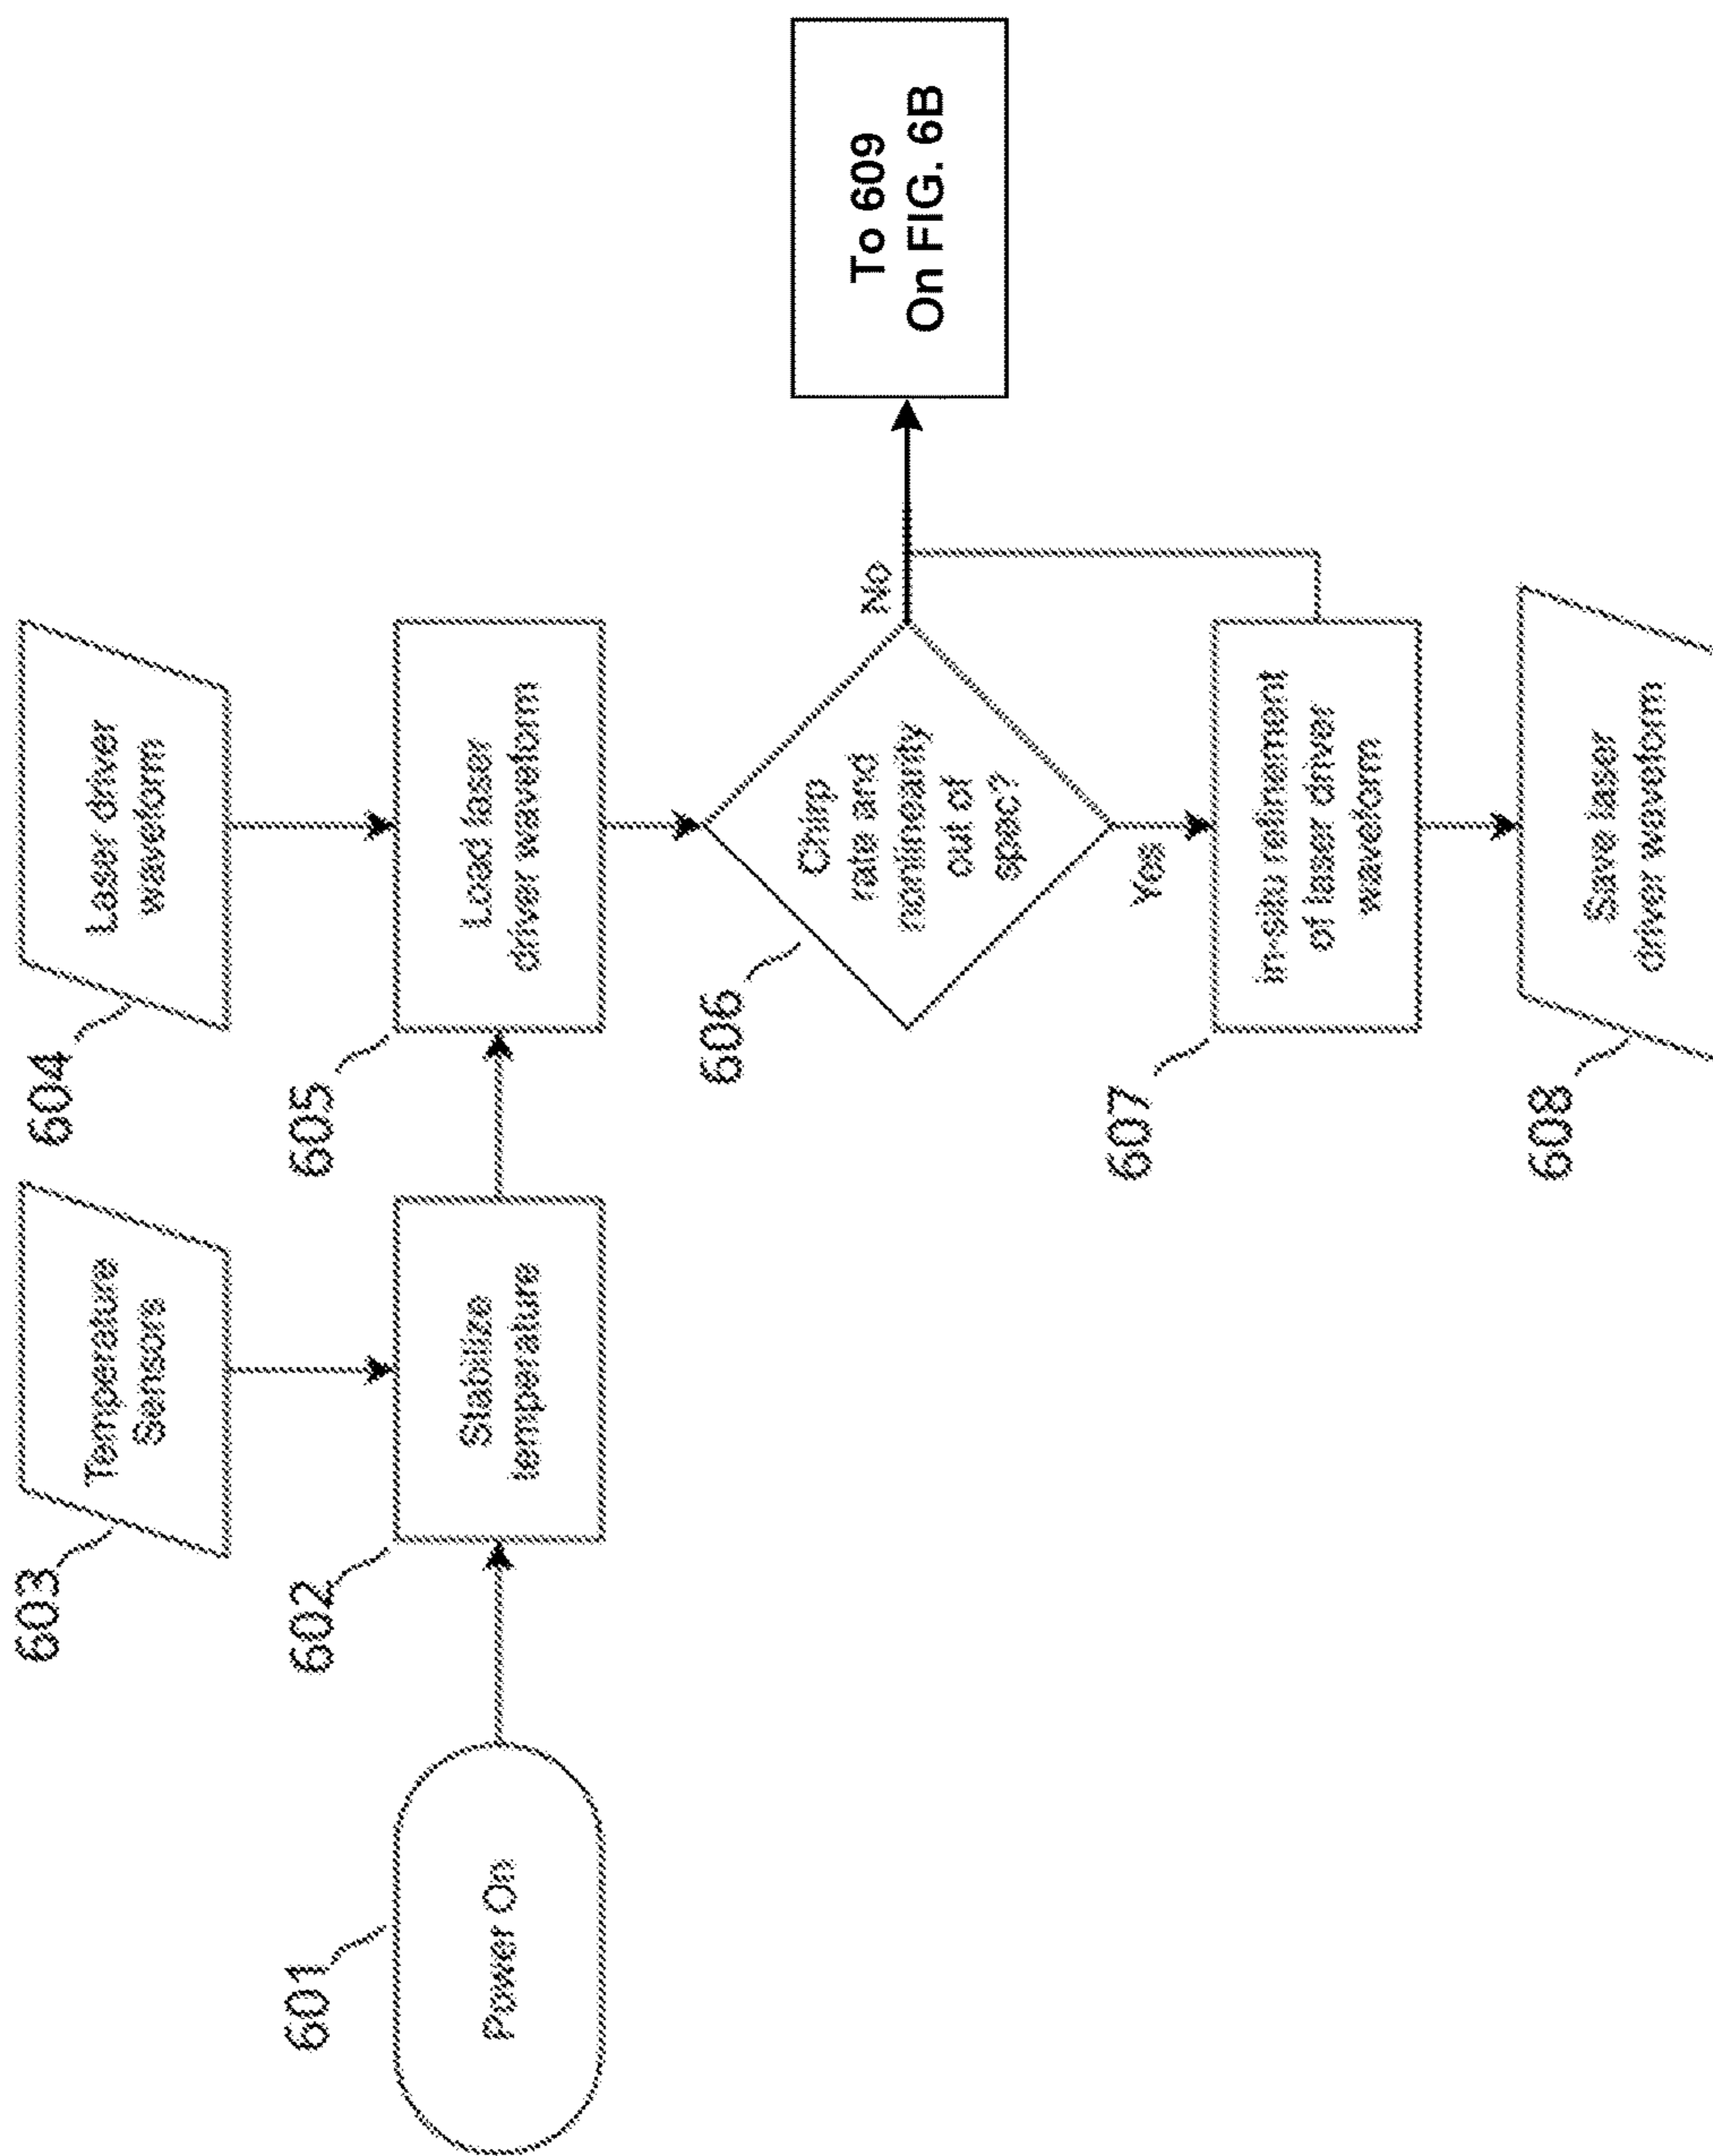 603
Temperature
Sensors
604
Laser driver
waveform
601
Power On
602
Stabilize
temperature
605
Load laser
driver waveform
606
Chirp
rate and
nonlinearity
out of
spec?
No
To 609
On FIG. 6B
Yes
607
in-situ refinement
of laser driver
waveform
608
Save laser
driver waveform